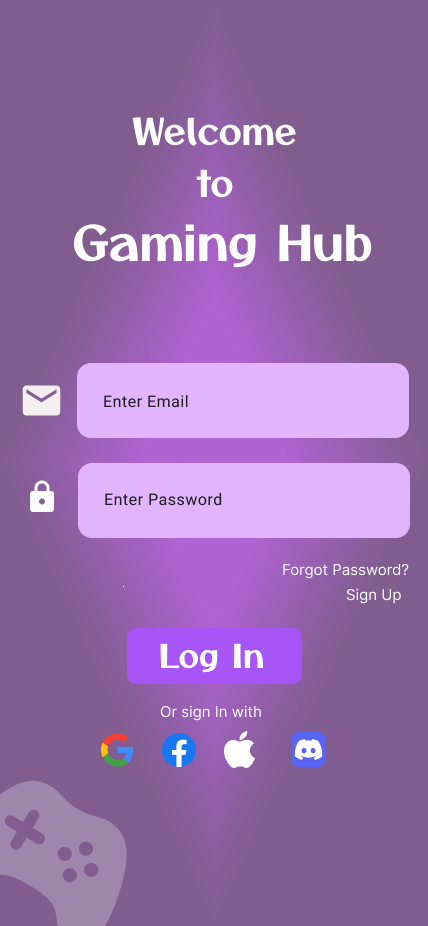 Welcome
to
Gaming Hub
Enter Email
Enter Password
Forgot Password?
Sign Up
Log In
Or sign In with